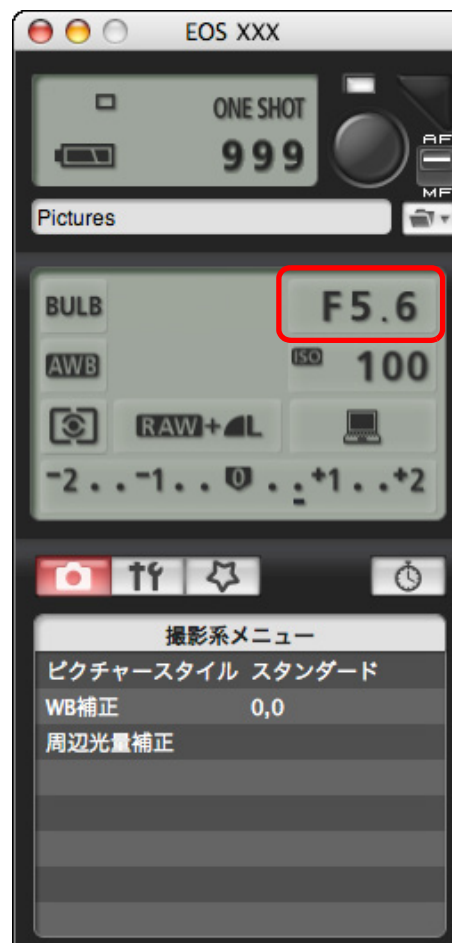 EOS XXX
ONE SHOT
999
AF
MF
Pictures
BULB F5.6
AWB ISO 100
RAW+L
-2..-1..0..+1..+2
撮影系メニュー
ピクチャースタイル スタンダード
WB補正 0,0
周辺光量補正